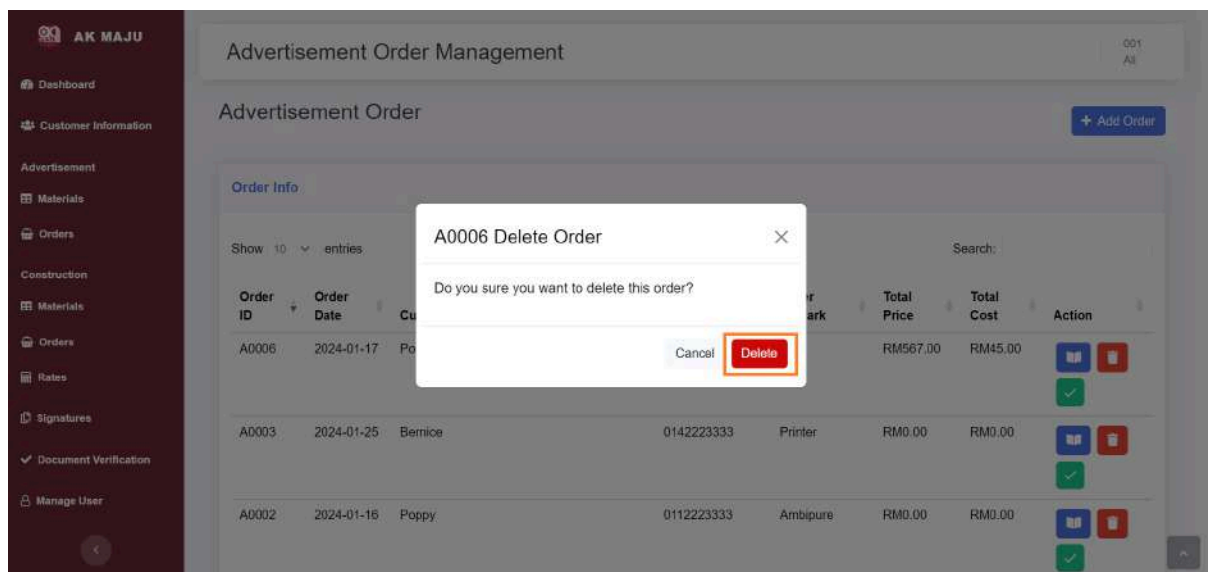 AK MAJU
Advertisement Order Management
001
Ali
Dashboard
Customer Information
Advertisement
Materials
Orders
Construction
Materials
Orders
Rates
Signatures
Document Verification
Manage User
Advertisement Order
+ Add Order
Order Info
Show 10 entries
Search:
A0006 Delete Order
Do you sure you want to delete this order?
Cancel Delete
Order ID Order Date Total Price Total Cost Action
A0006 2024-01-17 RM567.00 RM45.00
A0003 2024-01-25 Bernice 0142223333 Printer RM0.00 RM0.00
A0002 2024-01-16 Poppy 0112223333 Ambipure RM0.00 RM0.00